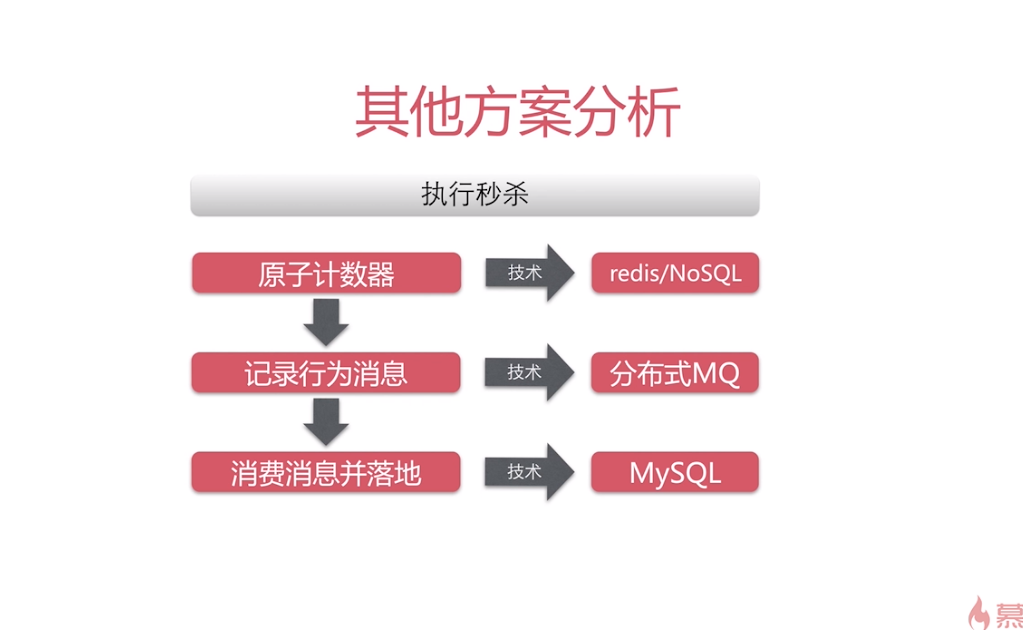 其他方案分析
执行秒杀
原子计数器
技术
redis/NoSQL
记录行为消息
技术
分布式MQ
消费消息并落地
技术
MySQL
慕